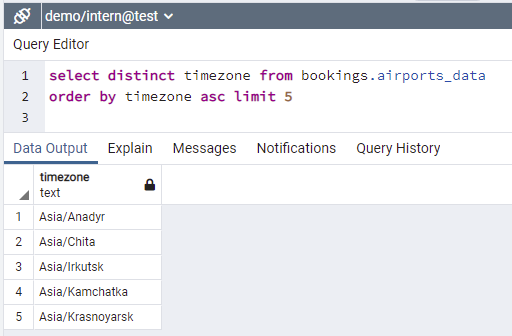 demo/intern@test
Query Editor
1 select distinct timezone from bookings.airports_data
2 order by timezone asc limit 5
3
Data Output Explain Messages Notifications Query History
timezone
text
1 Asia/Anadyr
2 Asia/Chita
3 Asia/Irkutsk
4 Asia/Kamchatka
5 Asia/Krasnoyarsk